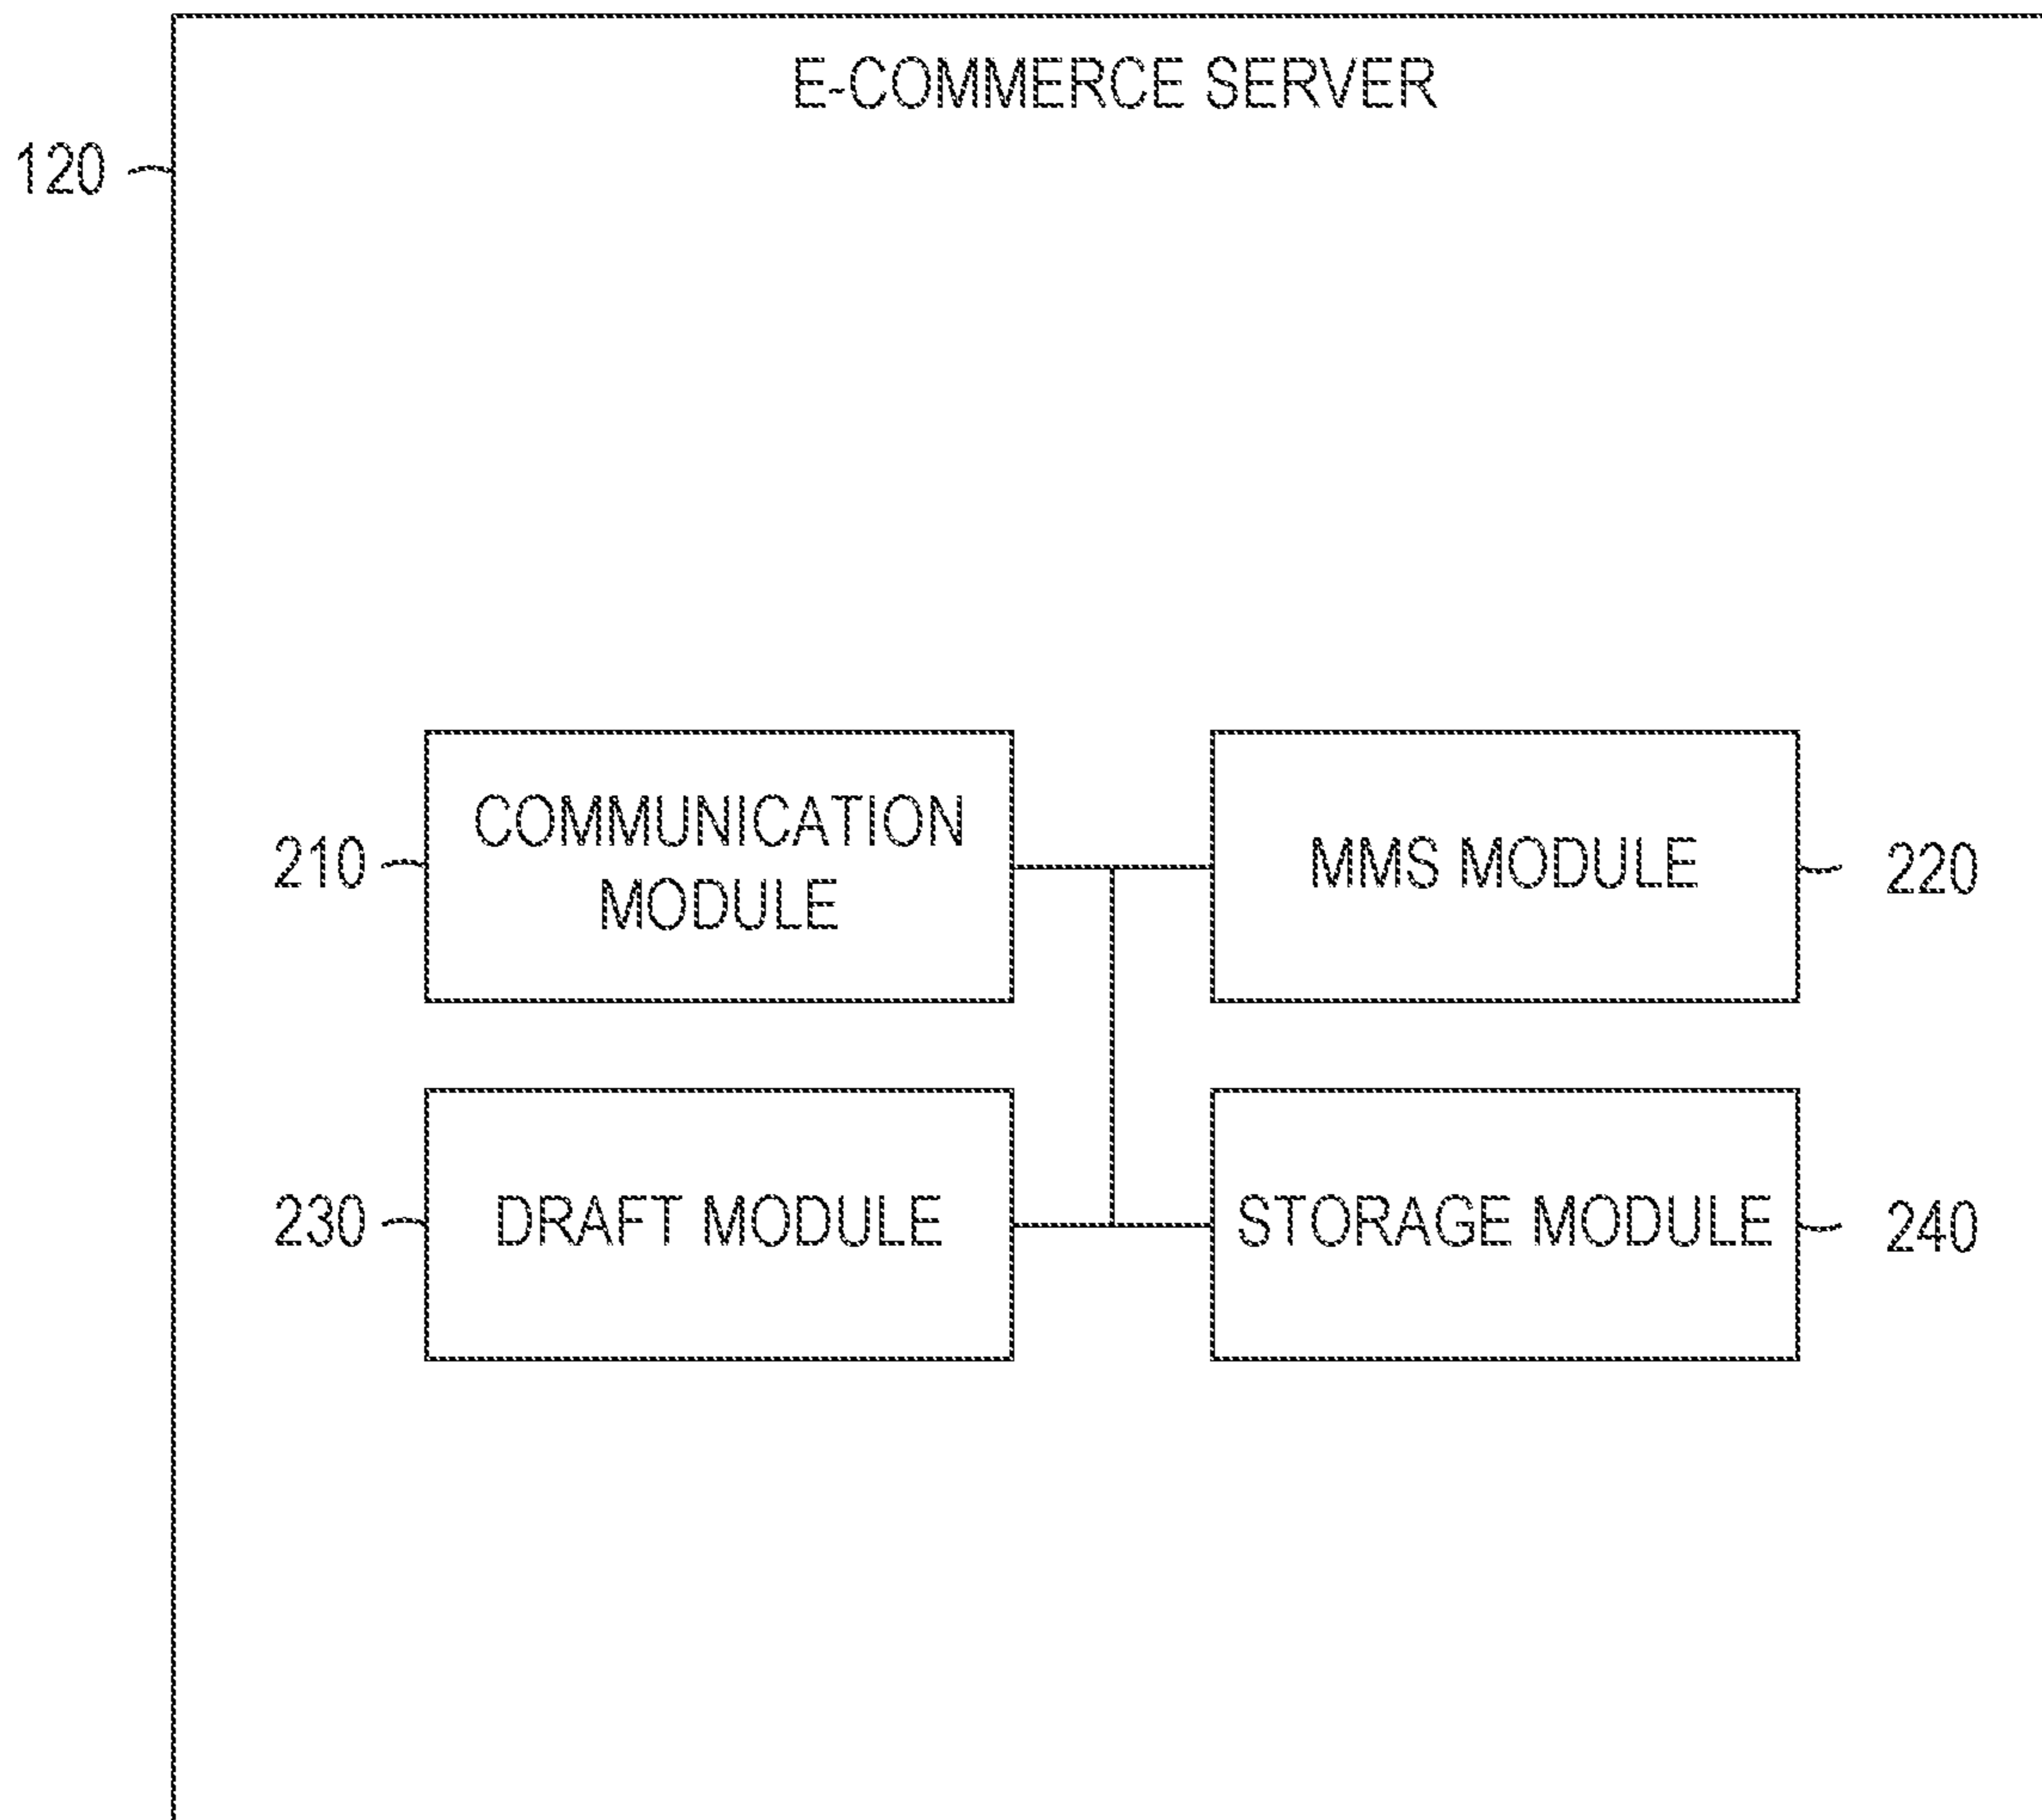 E-COMMERCE SERVER
120
COMMUNICATION
MODULE
210
MMS MODULE
220
230
DRAFT MODULE
STORAGE MODULE
240